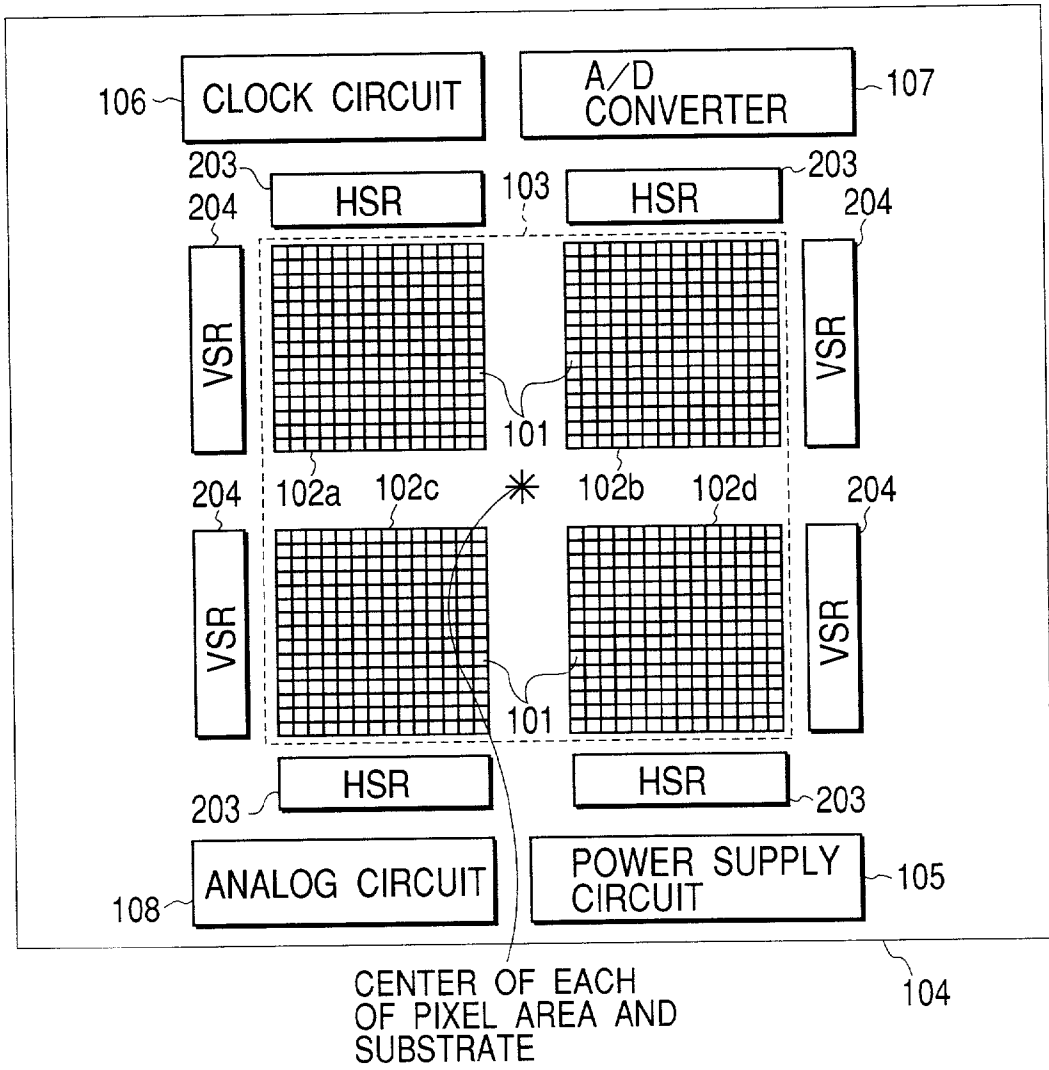 106
CLOCK CIRCUIT
A/D
CONVERTER
107
203
HSR
103
HSR
203
204
VSR
204
VSR
101
102a
102c
102b
102d
204
VSR
204
VSR
101
203
HSR
HSR
203
108
ANALOG CIRCUIT
POWER SUPPLY
CIRCUIT
105
104
CENTER OF EACH
OF PIXEL AREA AND
SUBSTRATE